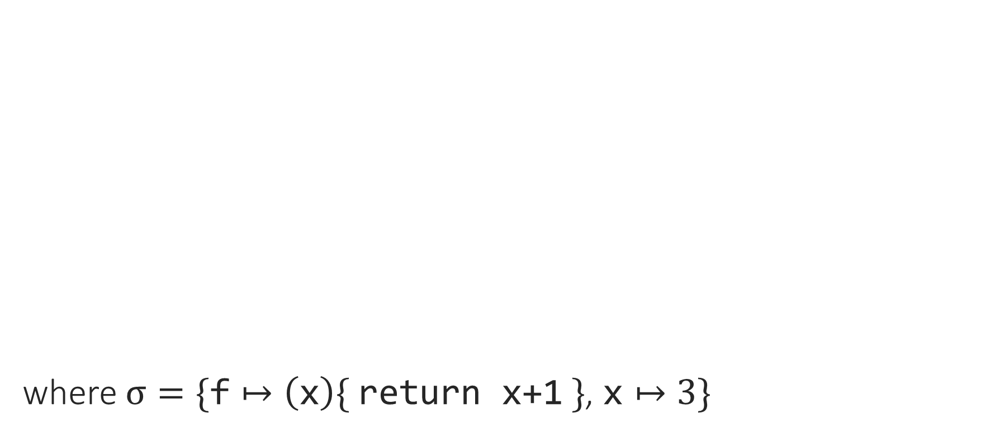 where σ = {f ↦ (x){ return x+1 }, x ↦ 3}